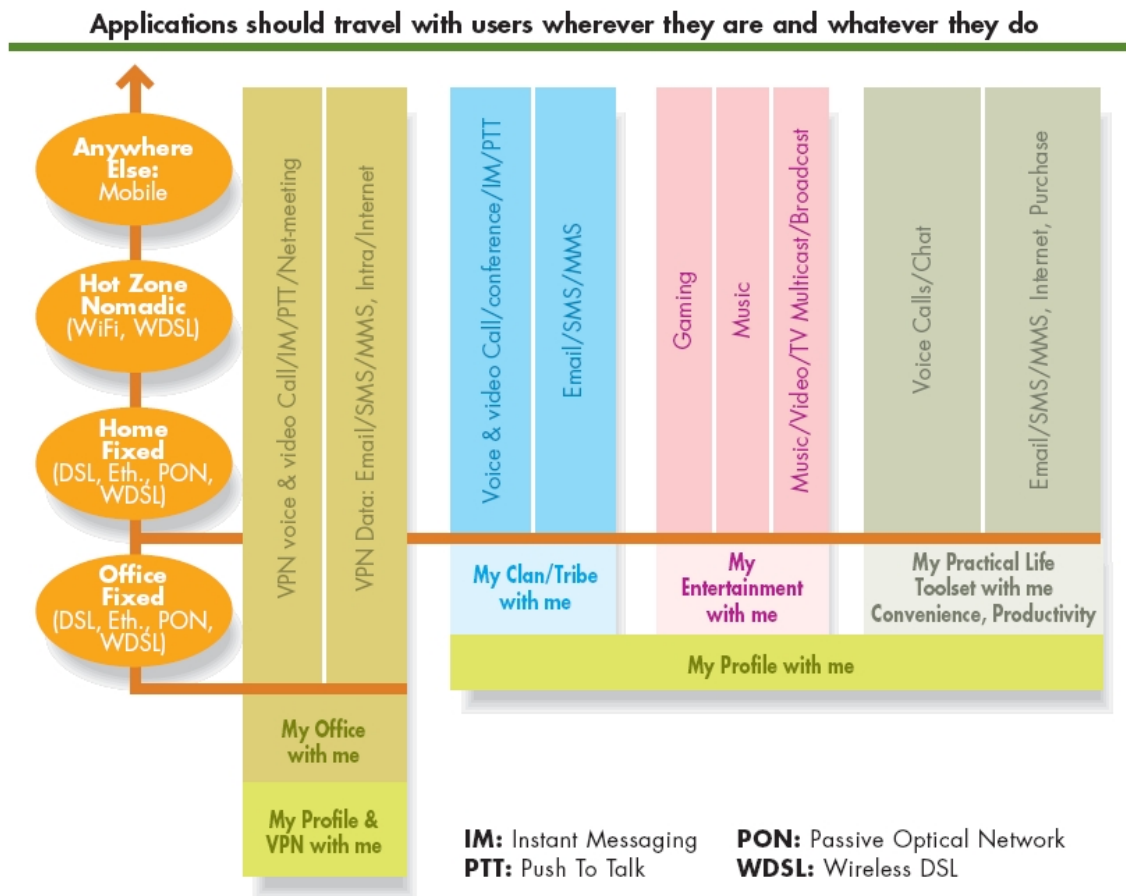 Applications should travel with users wherever they are and whatever they do
Anywhere
Else:
Mobile
Hot Zone
Nomadic
(WiFi, WDSL)
Home
Fixed
(DSL, Eth., PON,
WDSL)
Office
Fixed
(DSL, Eth., PON,
WDSL)
VPN voice & video Call/IM/PTT/Net-meeting
VPN Data: Email/SMS/MMS, Intra/Internet
My Office
with me
My Profile &
VPN with me
Voice & video Call/conference/IM/PTT
Email/SMS/MMS
My Clan/Tribe
with me
Gaming
Music
Music/Video/TV Multicast/Broadcast
My
Entertainment
with me
Voice Calls/Chat
Email/SMS/MMS, Internet, Purchase
My Practical Life
Toolset with me
Convenience, Productivity
My Profile with me
IM: Instant Messaging
PTT: Push To Talk
PON: Passive Optical Network
WDSL: Wireless DSL